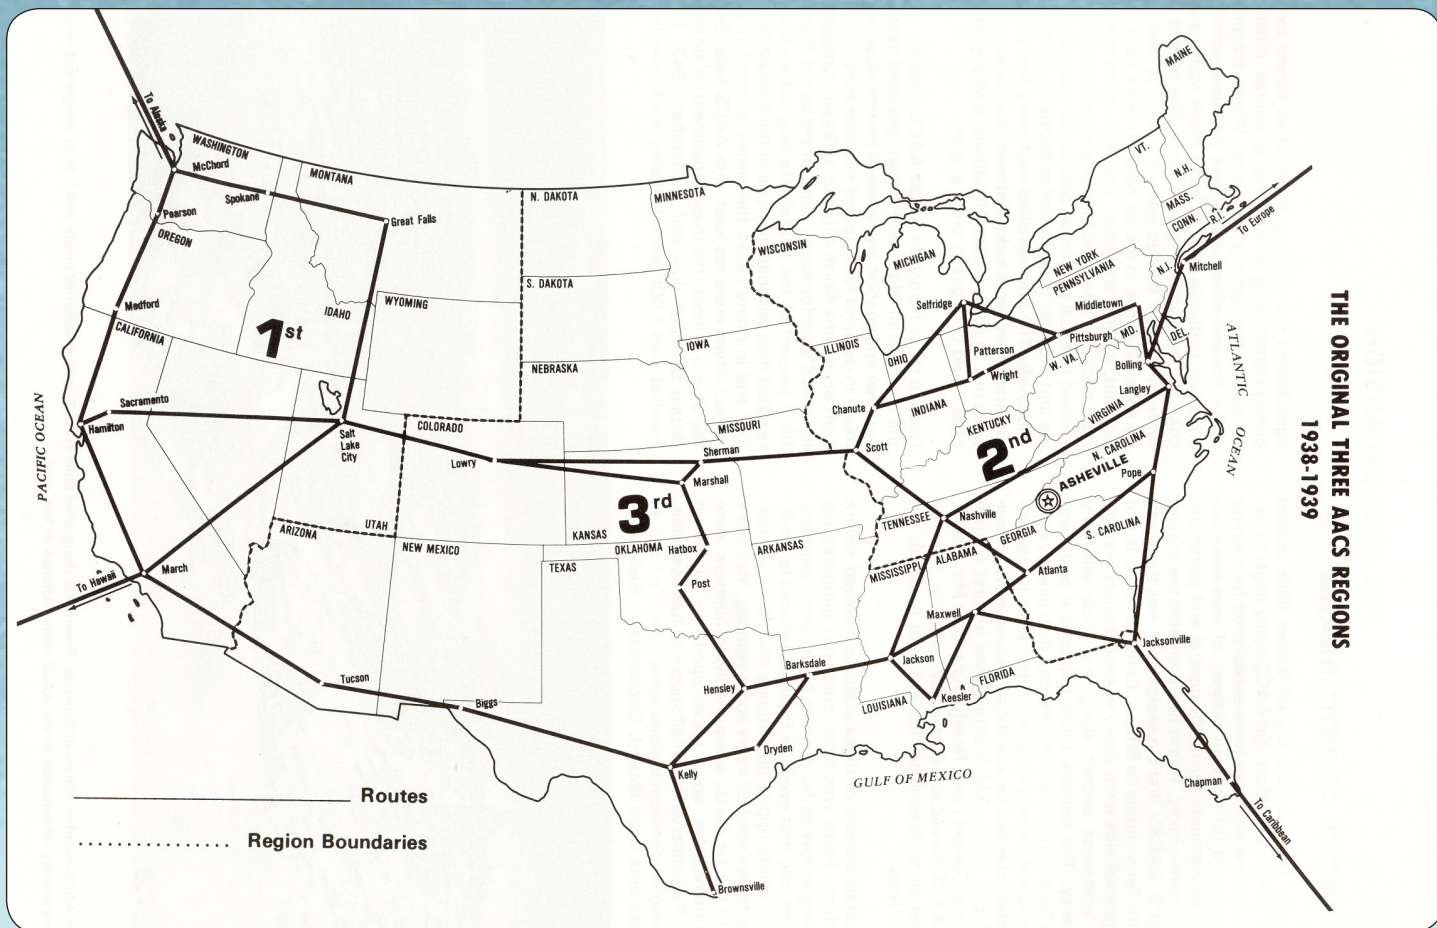 THE ORIGINAL THREE AACS REGIONS
1938-1939
MAINE
To Alaska
WASHINGTON
McChord
MONTANA
N. DAKOTA
MINNESOTA
VT.
N.H.
MASS.
CONN.
R.I.
To Europe
Spokane
Pearson
OREGON
Great Falls
WISCONSIN
MICHIGAN
NEW YORK
PENNSYLVANIA
N.J.
Mitchell
S. DAKOTA
Medford
CALIFORNIA
IDAHO
WYOMING
1st
Selfridge
Middletown
Pittsburgh
MD.
DEL.
IOWA
ILLINOIS
OHIO
Patterson
Wright
W. VA.
Bolling
NEBRASKA
Langley
ATLANTIC
OCEAN
Sacramento
Hamilton
PACIFIC OCEAN
Salt
Lake
City
COLORADO
MISSOURI
Chanute
INDIANA
KENTUCKY
VIRGINIA
2nd
Lowry
Sherman
Scott
N. CAROLINA
ASHEVILLE
Pope
Marshall
3rd
UTAH
ARIZONA
NEW MEXICO
KANSAS
OKLAHOMA
Hatbox
ARKANSAS
TENNESSEE
Nashville
GEORGIA
S. CAROLINA
TEXAS
MISSISSIPPI
ALABAMA
Atlanta
To Hawaii
March
Post
Maxwell
Jacksonville
Tucson
Biggs
Hensley
Barksdale
Jackson
LOUISIANA
Keesler
FLORIDA
Dryden
Kelly
GULF OF MEXICO
Chapman
To Caribbean
Brownsville
Routes
Region Boundaries